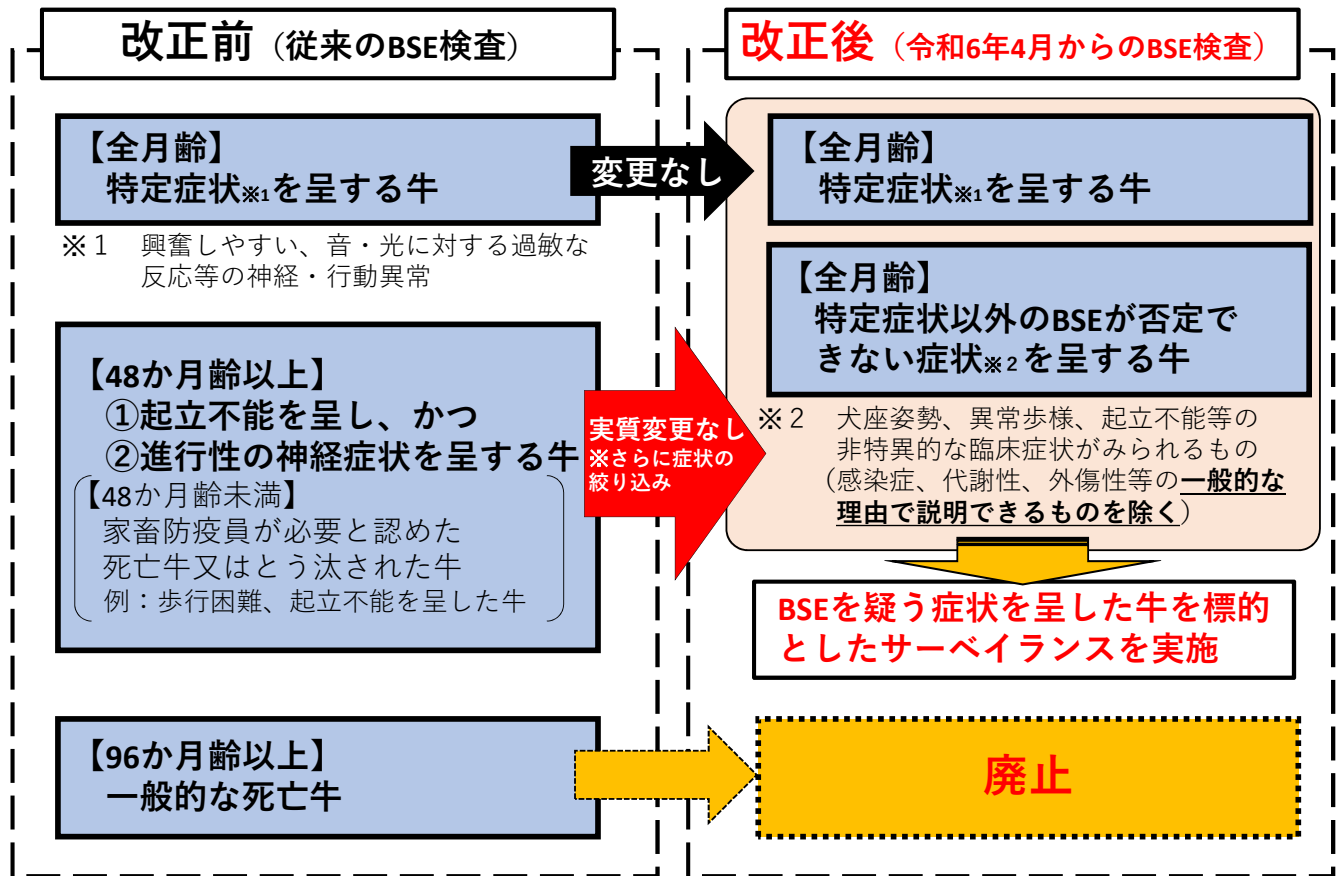 改正前（従来のBSE検査）
【全月齢】
特定症状※1を呈する牛
※１　興奮しやすい、音・光に対する過敏な
反応等の神経・行動異常
【48か月齢以上】
①起立不能を呈し、かつ
②進行性の神経症状を呈する牛
【48か月齢未満】
家畜防疫員が必要と認めた
死亡牛又はとう汰された牛
例：歩行困難、起立不能を呈した牛
【96か月齢以上】
一般的な死亡牛
変更なし
実質変更なし
※さらに症状の
絞り込み
改正後（令和6年4月からのBSE検査）
【全月齢】
特定症状※1を呈する牛
【全月齢】
特定症状以外のBSEが否定で
きない症状※２を呈する牛
※２　犬座姿勢、異常歩様、起立不能等の
非特異的な臨床症状がみられるもの
（感染症、代謝性、外傷性等の一般的な
理由で説明できるものを除く）
BSEを疑う症状を呈した牛を標的
としたサーベイランスを実施
廃止